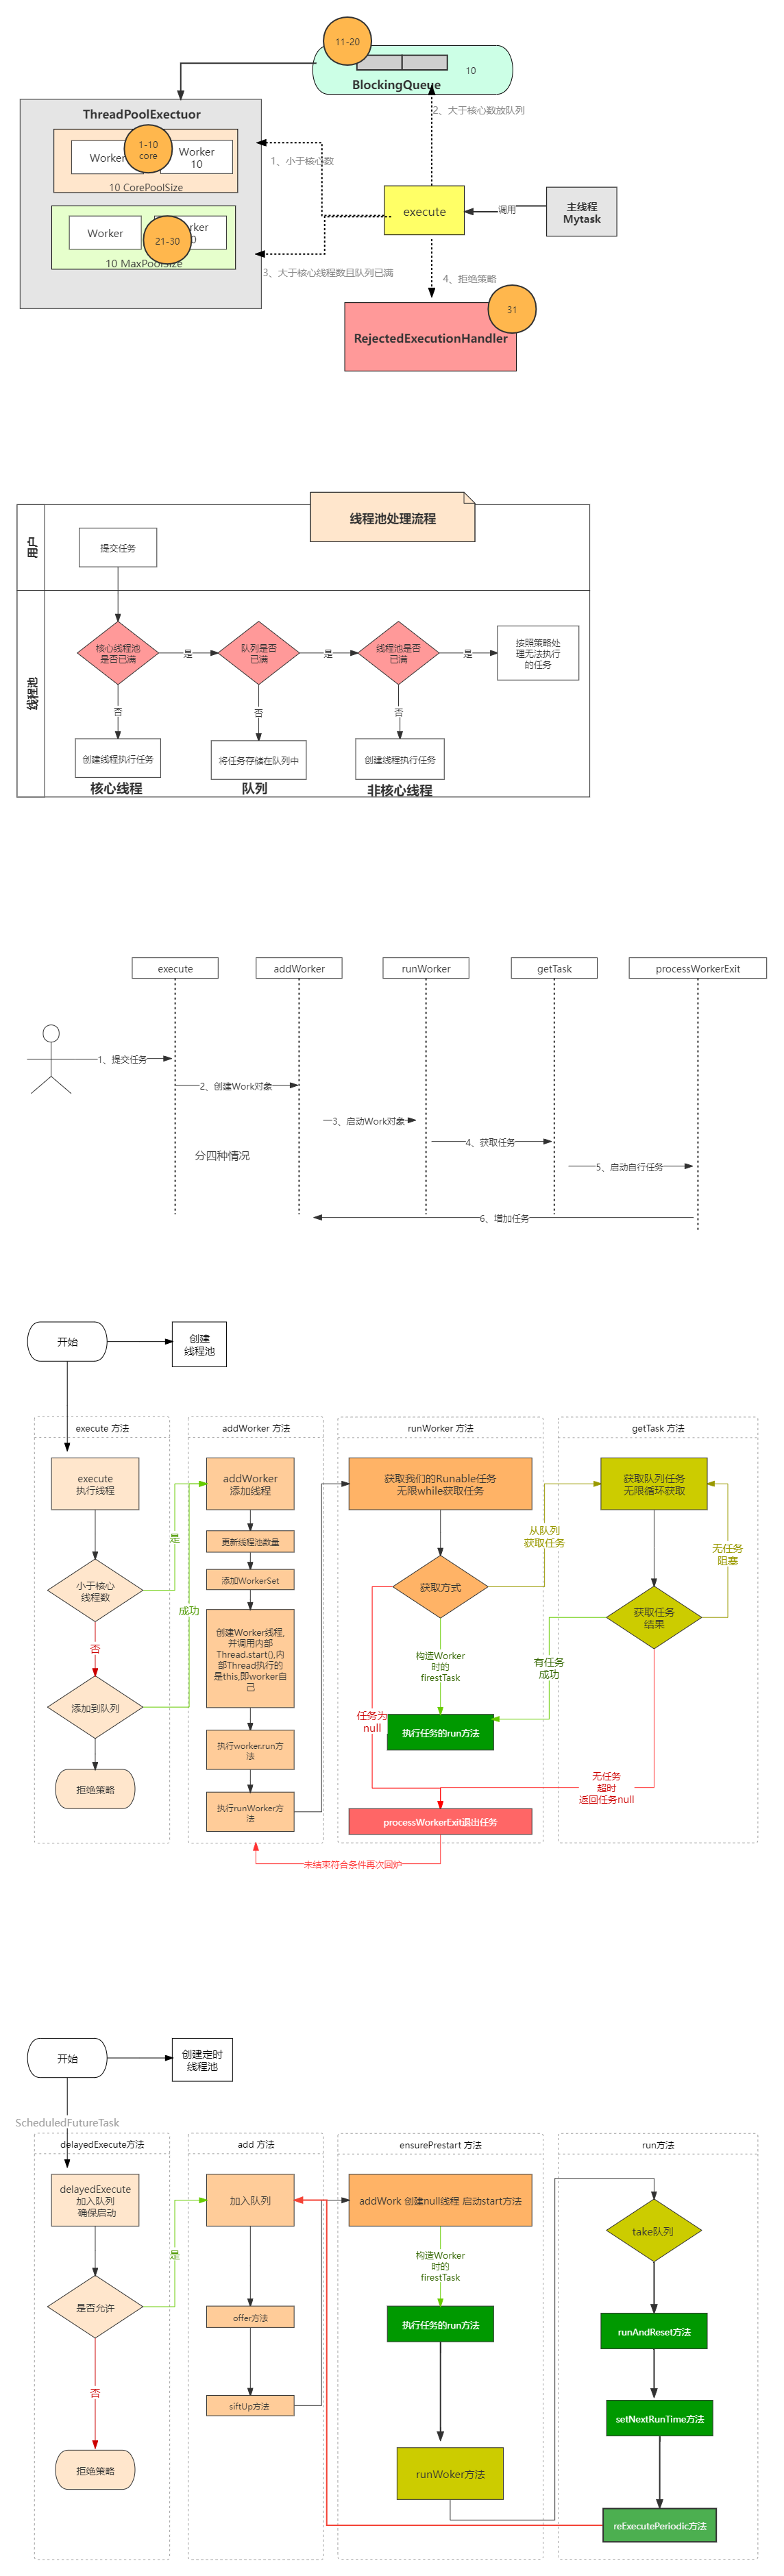 11-20
10
BlockingQueue
ThreadPoolExectuor
2、大于核心数放队列
1-10
core
Worker
Worker
10
1、小于核心数
10 CorePoolSize
execute
调用
主线程
Mytask
Worker
21-30
10 MaxPoolSize
3、大于核心线程数且队列已满
4、拒绝策略
31
RejectedExecutionHandler
线程池处理流程
用户
提交任务
线程池
核心线程池
是否已满
是
队列是否
已满
是
线程池是否
已满
是
按照策略处
理无法执行
的任务
否
否
否
创建线程执行任务
将任务存储在队列中
创建线程执行任务
核心线程
队列
非核心线程
execute
addWorker
runWorker
getTask
processWorkerExit
1、提交任务
2、创建Work对象
3、启动Work对象
4、获取任务
分四种情况
5、启动自行任务
6、增加任务
开始
创建
线程池
execute 方法
addWorker 方法
runWorker 方法
getTask 方法
execute
执行线程
addWorker
添加线程
获取我们的Runable任务
无限while获取任务
获取队列任务
无限循环获取
是
更新线程池数量
从队列
获取任务
无任务
阻塞
小于核心
线程数
添加WorkerSet
获取方式
获取任务
结果
成功
否
创建Worker线程,
并调用内部
Thread.start(),内
部Thread执行的
是this,即worker自
己
构造Worker
时的
firestTask
有任务
成功
添加到队列
任务为
null
执行任务的run方法
执行worker.run方
法
拒绝策略
无任务
超时
返回任务null
执行runWorker方
法
processWorkerExit退出任务
未结束符合条件再次回炉
开始
创建定时
线程池
ScheduledFutureTask
delayedExecute方法
add 方法
ensurePrestart 方法
run方法
delayedExecute
加入队列
确保启动
加入队列
addWork 创建null线程 启动start方法
take队列
是
构造Worker
时的
firestTask
是否允许
offer方法
执行任务的run方法
runAndReset方法
否
siftUp方法
setNextRunTime方法
拒绝策略
runWoker方法
reExecutePeriodic方法